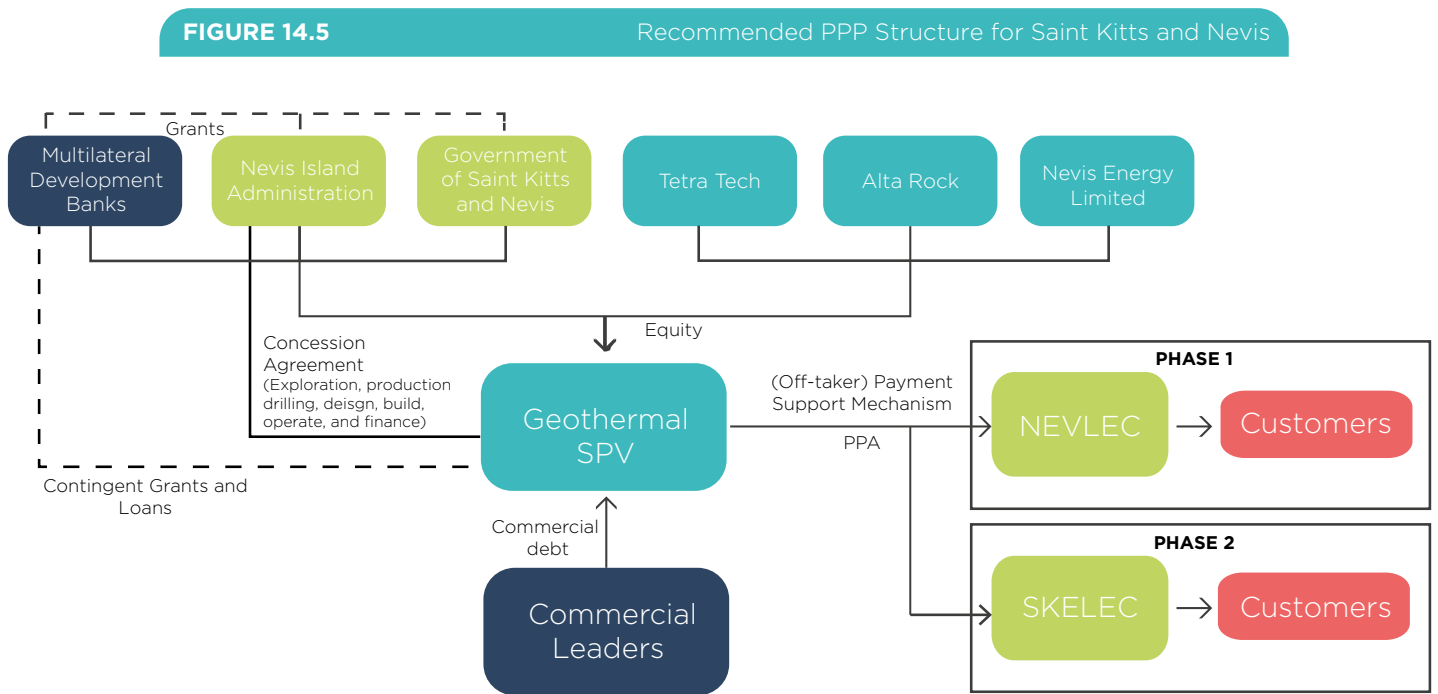 FIGURE 14.5
Recommended PPP Structure for Saint Kitts and Nevis
Grants
Multilateral
Development
Banks
Nevis Island
Administration
Government
of Saint Kitts
and Nevis
Tetra Tech
Alta Rock
Nevis Energy
Limited
Equity
Concession
Agreement
(Exploration, production
drilling, deisgn, build,
operate, and finance)
Contingent Grants and
Loans
Geothermal
SPV
(Off-taker) Payment
Support Mechanism
PPA
PHASE 1
NEVLEC
Customers
PHASE 2
SKELEC
Customers
Commercial
debt
Commercial
Leaders